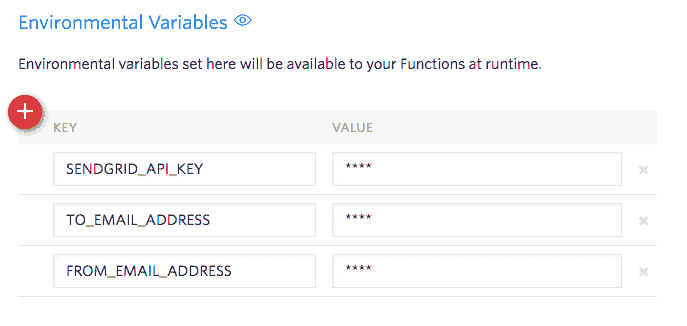 Environmental Variables
Environmental variables set here will be available to your Functions at runtime.
KEY VALUE
SENDGRID_API_KEY ****
TO_EMAIL_ADDRESS ****
FROM_EMAIL_ADDRESS ****